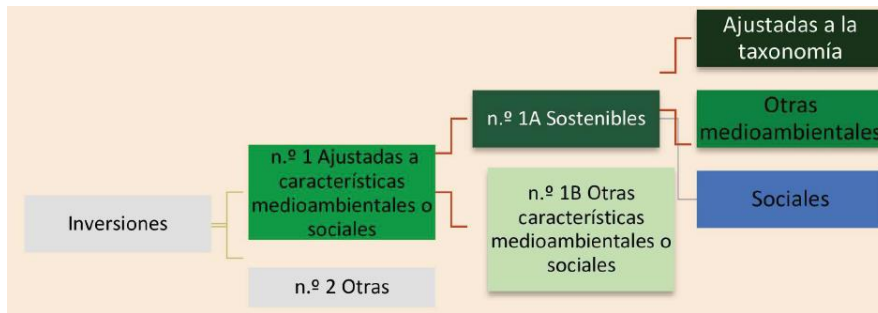 Inversiones
n.º 1 Ajustadas a
características
medioambientales o
sociales
n.º 2 Otras
n.º 1A Sostenibles
n.º 1B Otras
características
medioambientales o
sociales
Ajustadas a la
taxonomía
Otras
medioambientales
Sociales